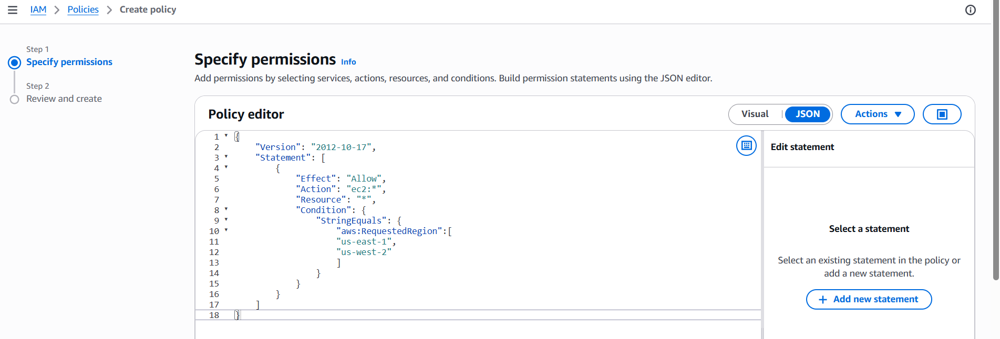 IAM > Policies > Create policy
Step 1
Specify permissions
Step 2
Review and create
Specify permissions Info
Add permissions by selecting services, actions, resources, and conditions. Build permission statements using the JSON editor.
Policy editor
Visual | JSON Actions
1 {
2 "Version": "2012-10-17",
3 "Statement": [
4 {
5 "Effect": "Allow",
6 "Action": "ec2:*",
7 "Resource": "*",
8 "Condition": {
9 "StringEquals": {
10 "aws:RequestedRegion":[
11 "us-east-1",
12 "us-west-2"
13 ]
14 }
15 }
16 }
17 ]
18 }
Edit statement
Select a statement
Select an existing statement in the policy or
add a new statement.
+ Add new statement